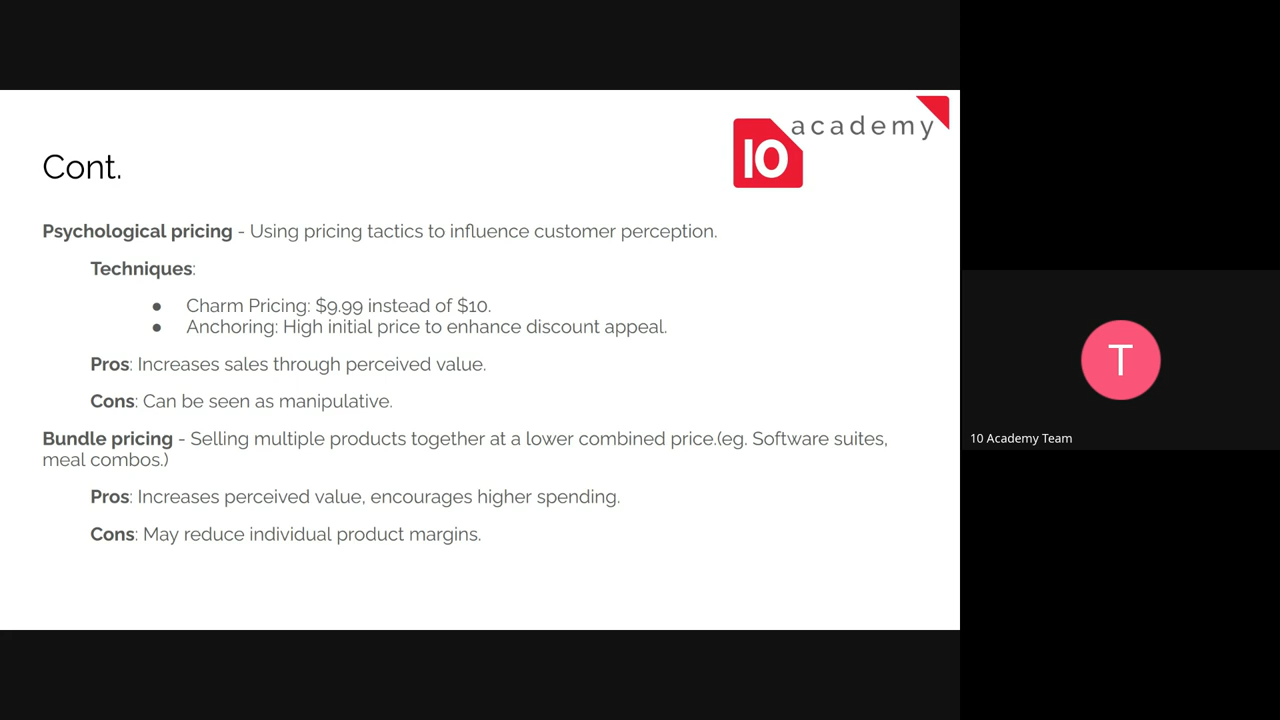 10 academy
Cont.
Psychological pricing - Using pricing tactics to influence customer perception.
Techniques:
● Charm Pricing: $9.99 instead of $10.
● Anchoring: High initial price to enhance discount appeal.
Pros: Increases sales through perceived value.
Cons: Can be seen as manipulative.
Bundle pricing - Selling multiple products together at a lower combined price.(eg. Software suites,
meal combos.)
Pros: Increases perceived value, encourages higher spending.
Cons: May reduce individual product margins.
T
10 Academy Team